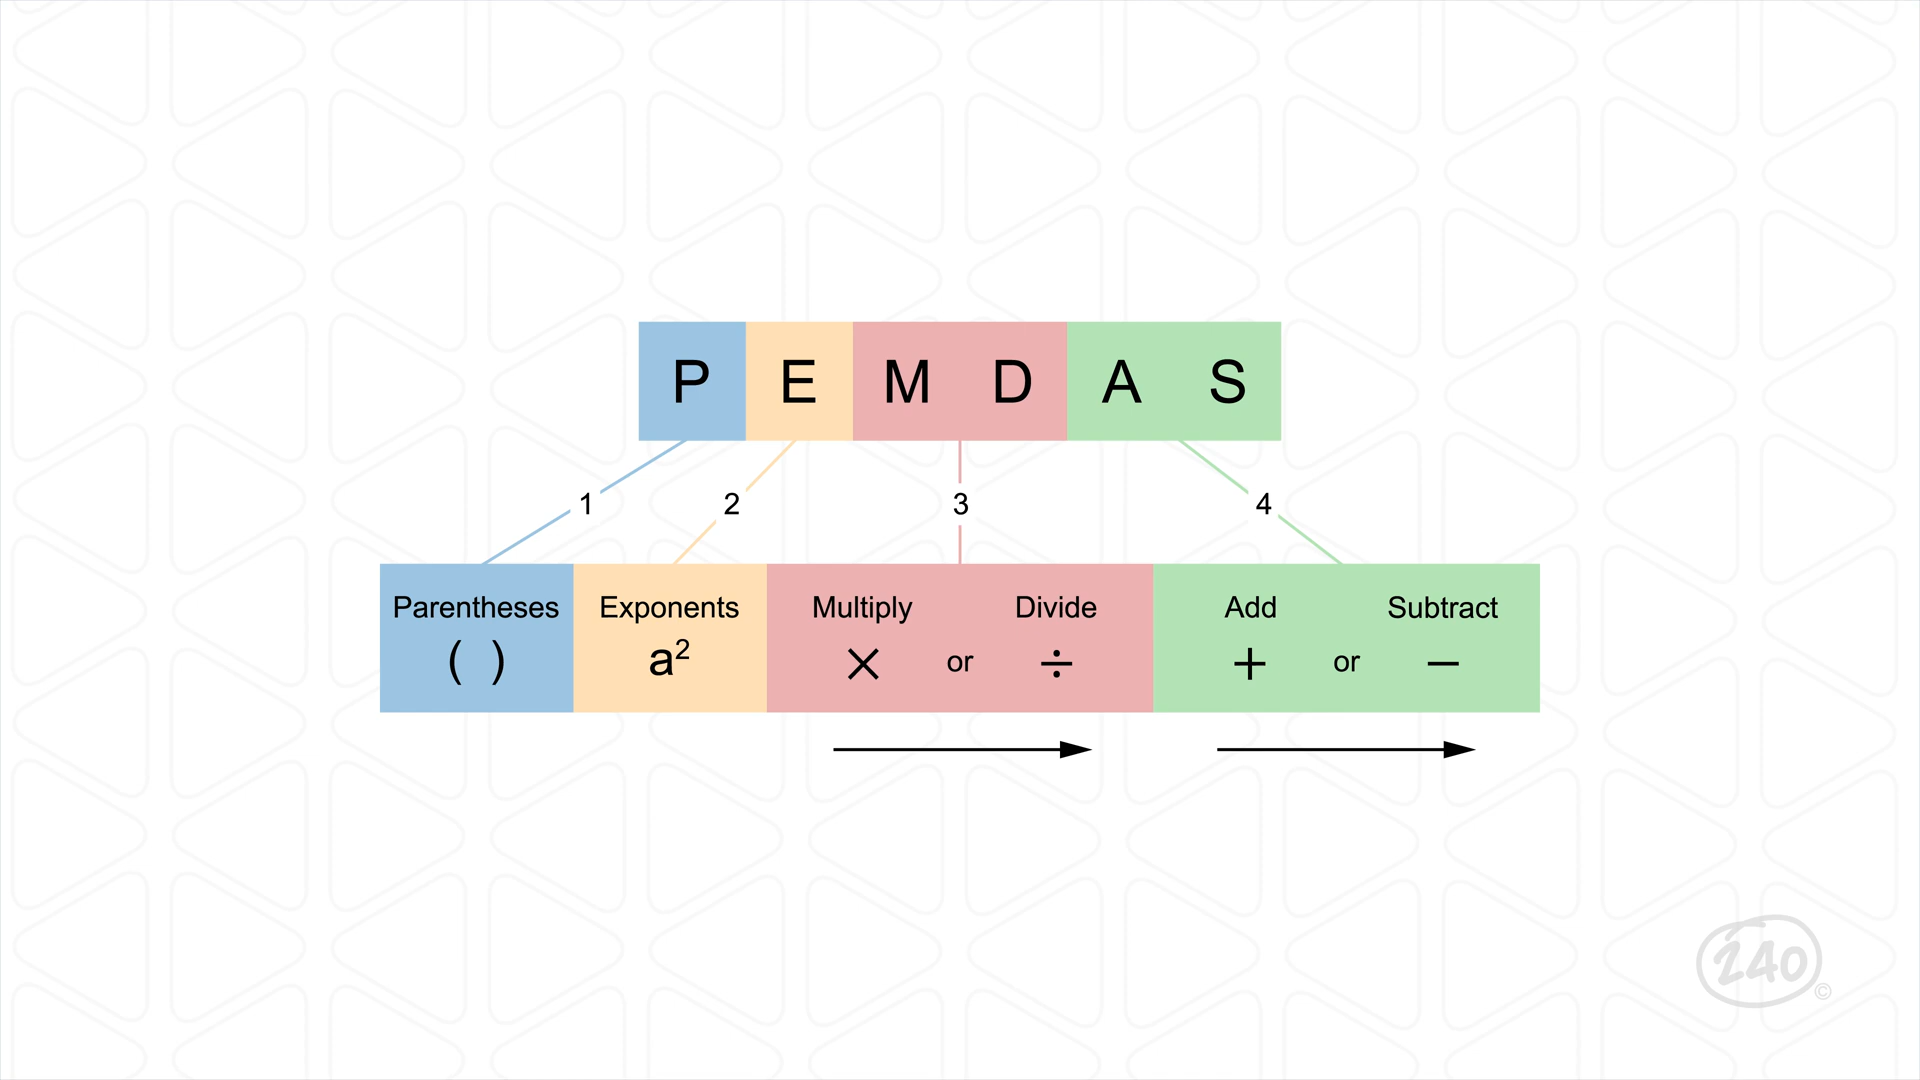 P E M D A S
1 2 3 4
Parentheses Exponents Multiply Divide Add Subtract
( ) a² × or ÷ + or −
240
©